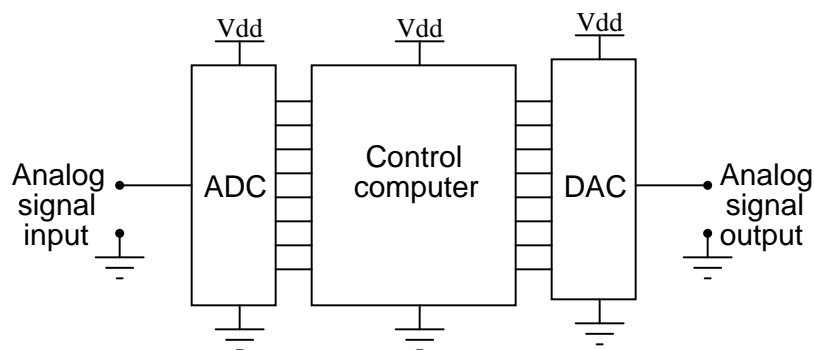 Vdd
Vdd
Vdd
Analog
signal
input
ADC
Control
computer
DAC
Analog
signal
output